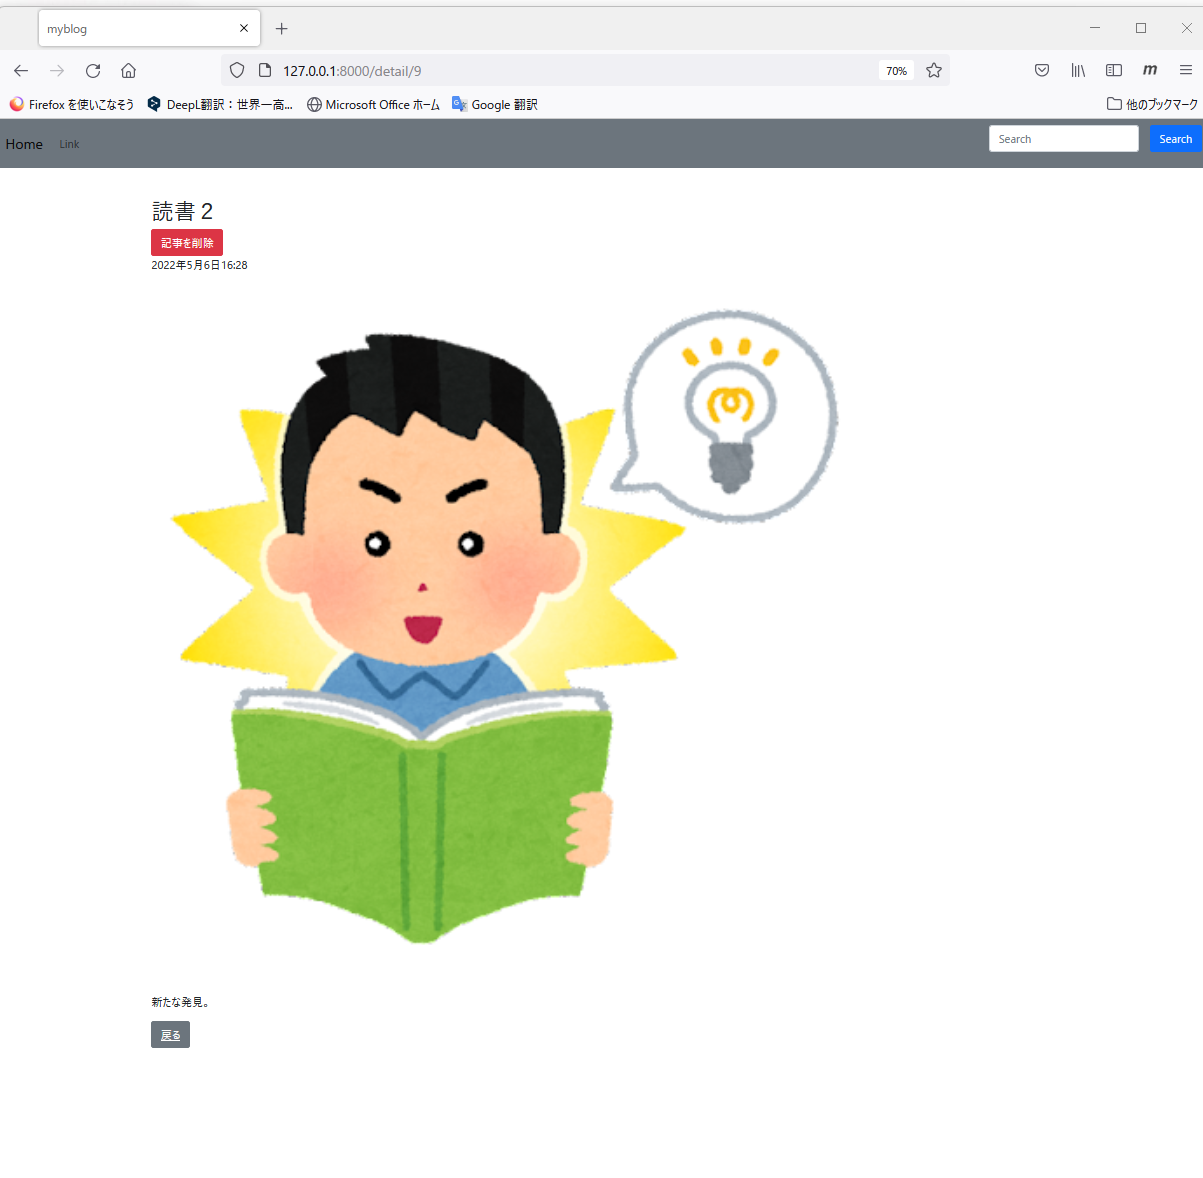 myblog
127.0.0.1:8000/detail/9
70%
Firefox を使いこなそう DeepL翻訳：世界一高... Microsoft Office ホーム Google 翻訳 他のブックマーク
Home Link Search Search
読書２
記事を削除
2022年5月6日16:28
新たな発見。
戻る